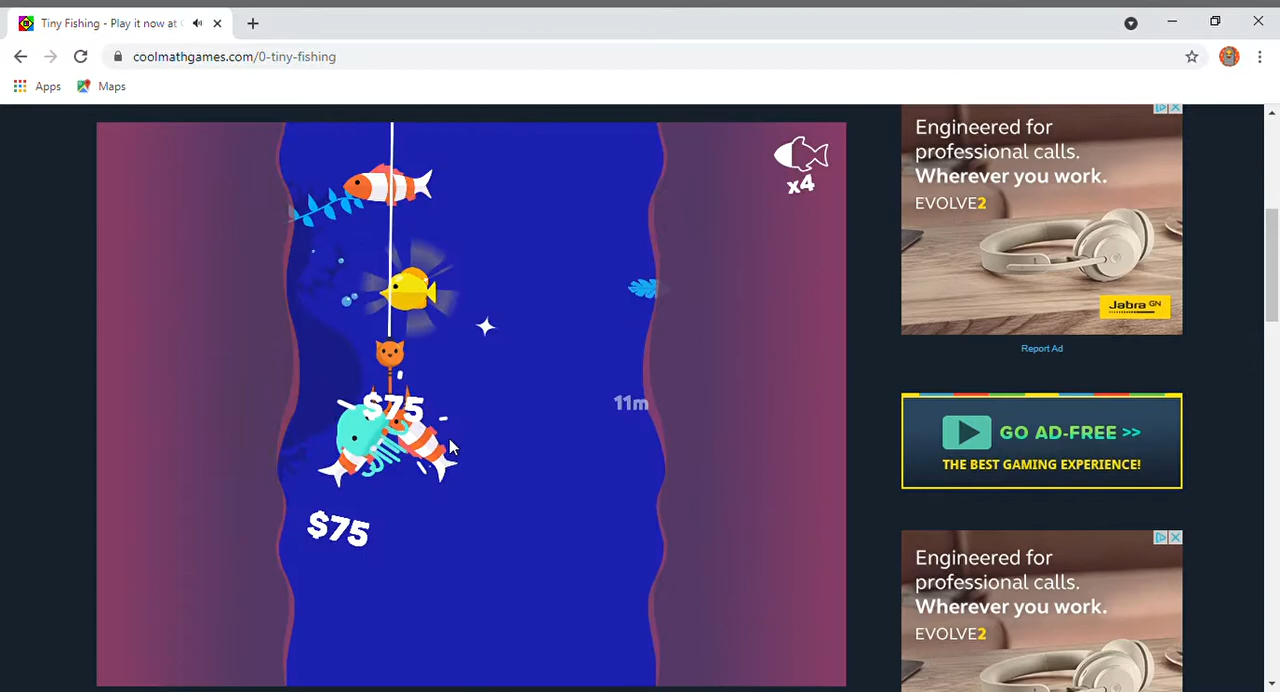 Tiny Fishing - Play it now at
coolmathgames.com/0-tiny-fishing
Apps
Maps
x4
$75
11m
$75
Engineered for
professional calls.
Wherever you work.
EVOLVE2
Jabra GN
Report Ad
GO AD-FREE >>
THE BEST GAMING EXPERIENCE!
Engineered for
professional calls.
Wherever you work.
EVOLVE2